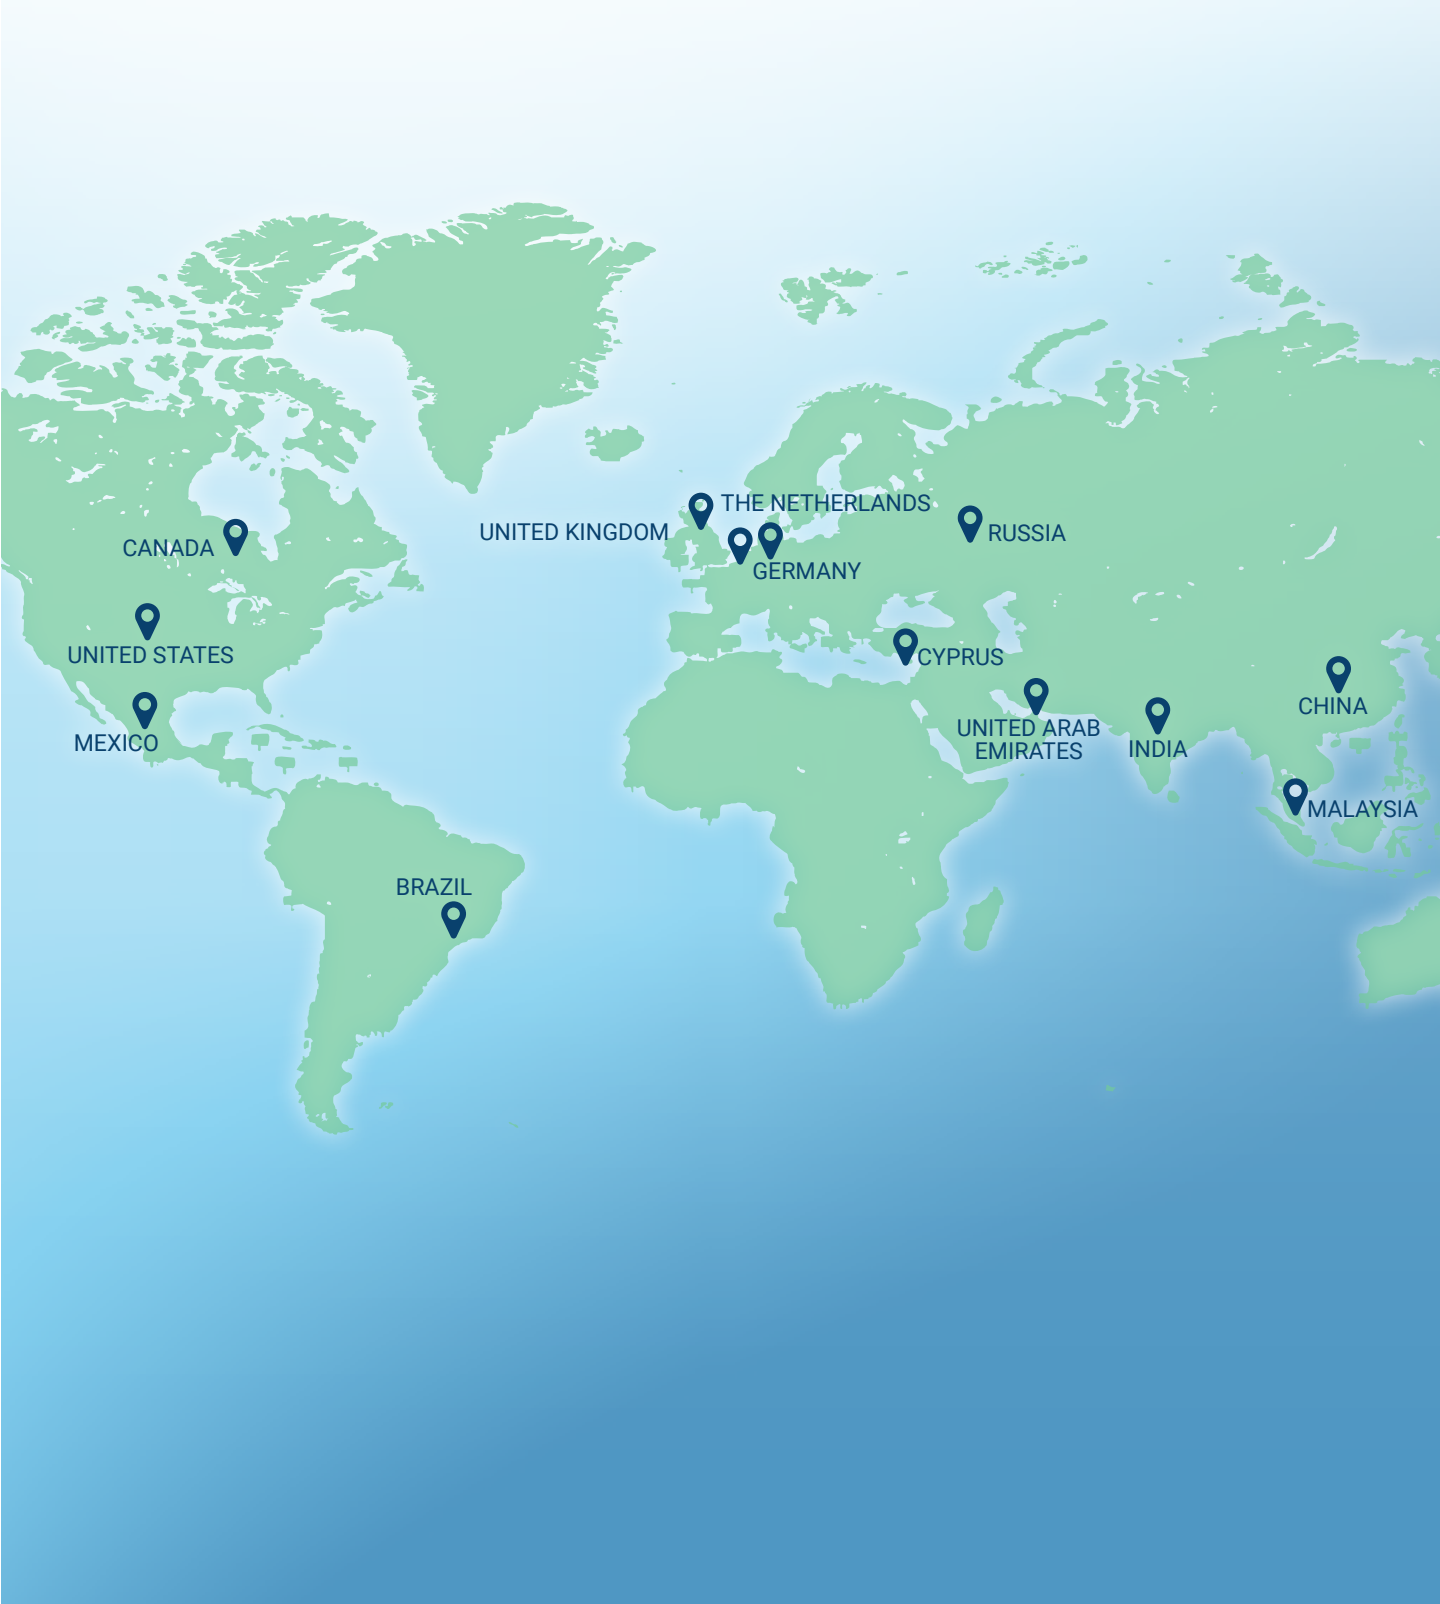 THE NETHERLANDS
UNITED KINGDOM
RUSSIA
CANADA
GERMANY
UNITED STATES
CYPRUS
CHINA
UNITED ARAB
EMIRATES
INDIA
MEXICO
MALAYSIA
BRAZIL